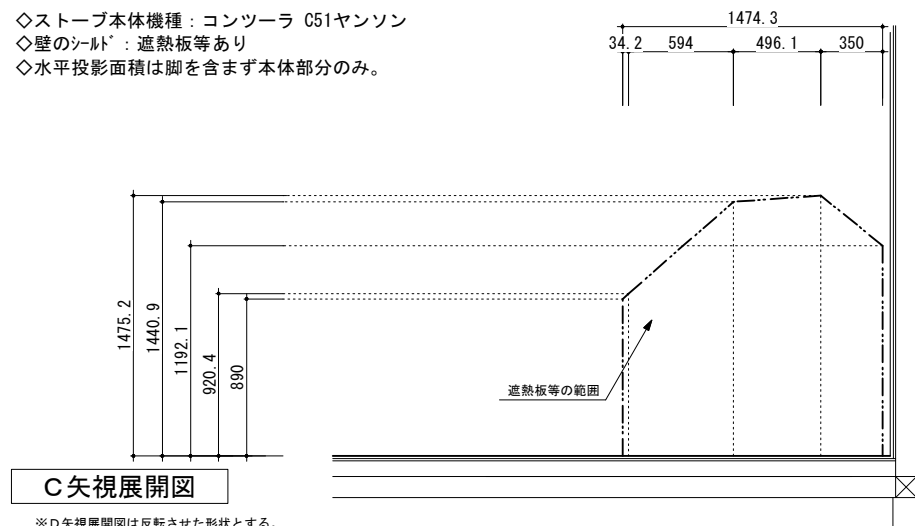 ◇ストーブ本体機種：コンツーラ C51ヤンソン
◇壁のシールド：遮熱板等あり
◇水平投影面積は脚を含まず本体部分のみ。
1474.3
34.2 594 496.1 350
1475.2
1440.9
1192.1
920.4
890
遮熱板等の範囲
C矢視展開図
※D矢視展開図は反転させた形状とする。